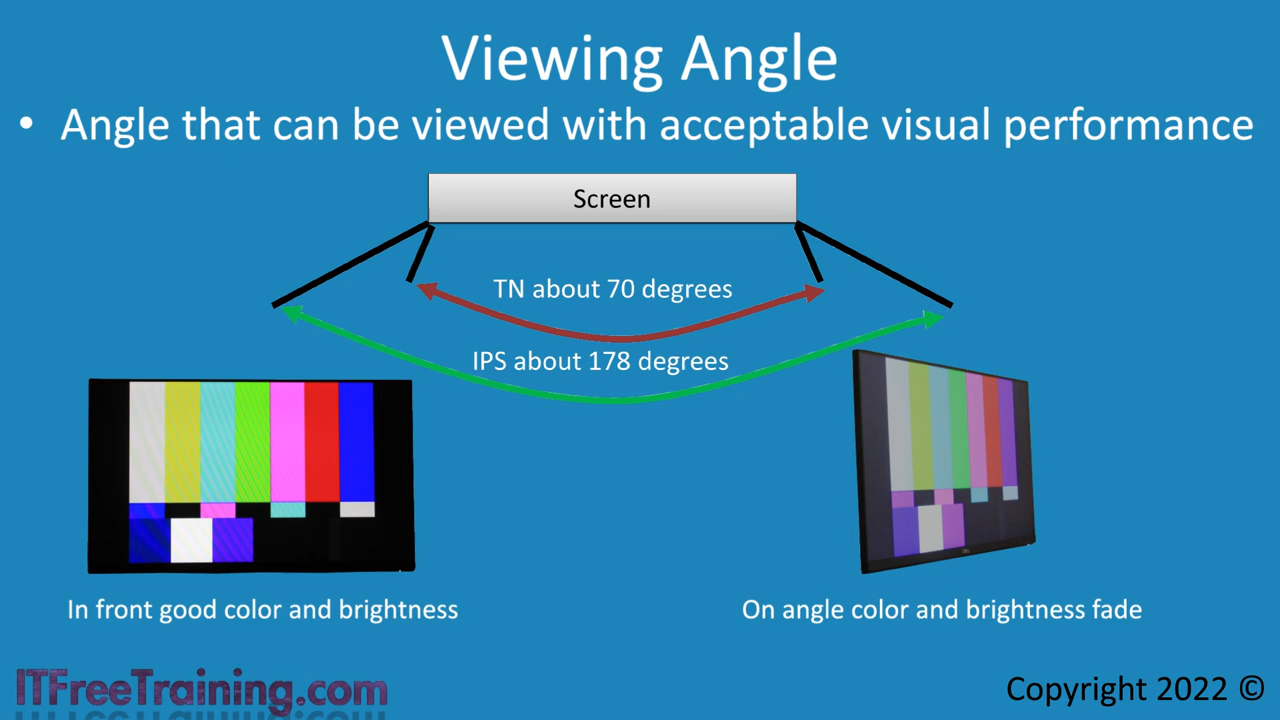 Viewing Angle
• Angle that can be viewed with acceptable visual performance
Screen
TN about 70 degrees
IPS about 178 degrees
In front good color and brightness
On angle color and brightness fade
ITFreeTraining.com
Copyright 2022 ©